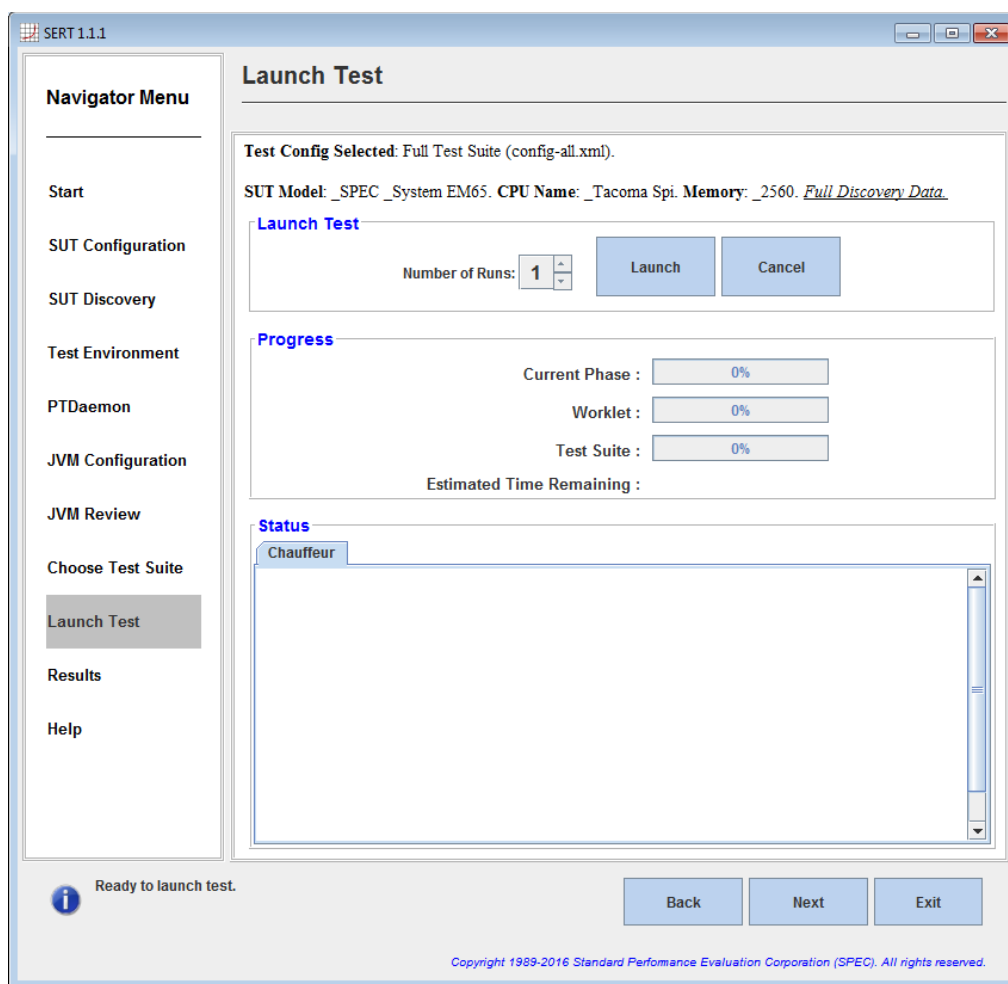 SERT 1.1.1
Navigator Menu
Start
SUT Configuration
SUT Discovery
Test Environment
PTDaemon
JVM Configuration
JVM Review
Choose Test Suite
Launch Test
Results
Help
Launch Test
Test Config Selected: Full Test Suite (config-all.xml).
SUT Model: _SPEC _System EM65. CPU Name: _Tacoma Spi. Memory: _2560. Full Discovery Data.
Launch Test
Number of Runs: 1 Launch Cancel
Progress
Current Phase : 0%
Worklet : 0%
Test Suite : 0%
Estimated Time Remaining :
Status
Chauffeur
Ready to launch test.
Back Next Exit
Copyright 1989-2016 Standard Perfomance Evaluation Corporation (SPEC). All rights reserved.